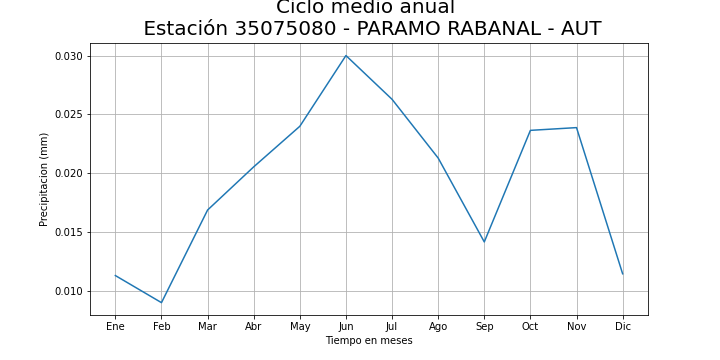 Ciclo medio anual
Estación 35075080 - PARAMO RABANAL - AUT
0.030
0.025
0.020
0.015
0.010
Precipitacion (mm)
Ene Feb Mar Abr May Jun Jul Ago Sep Oct Nov Dic
Tiempo en meses